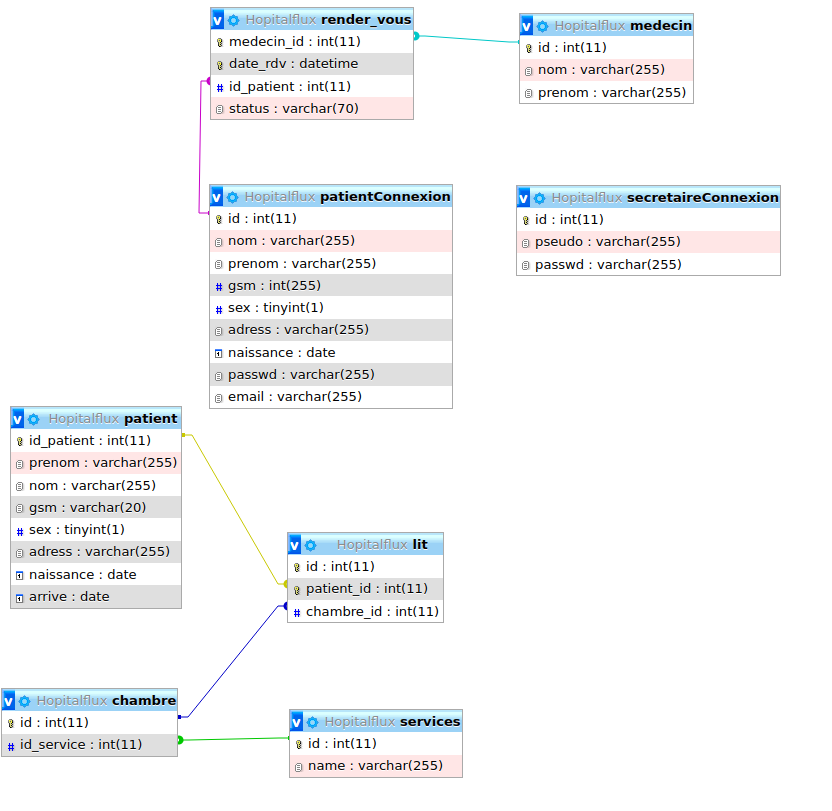 v Hopitalflux render_vous
medecin_id : int(11)
date_rdv : datetime
# id_patient : int(11)
status : varchar(70)
v Hopitalflux medecin
id : int(11)
nom : varchar(255)
prenom : varchar(255)
v Hopitalflux patientConnexion
id : int(11)
nom : varchar(255)
prenom : varchar(255)
# gsm : int(255)
# sex : tinyint(1)
adress : varchar(255)
naissance : date
passwd : varchar(255)
email : varchar(255)
v Hopitalflux secretaireConnexion
id : int(11)
pseudo : varchar(255)
passwd : varchar(255)
v Hopitalflux patient
id_patient : int(11)
prenom : varchar(255)
nom : varchar(255)
gsm : varchar(20)
# sex : tinyint(1)
adress : varchar(255)
naissance : date
arrive : date
v Hopitalflux lit
id : int(11)
patient_id : int(11)
# chambre_id : int(11)
v Hopitalflux chambre
id : int(11)
# id_service : int(11)
v Hopitalflux services
id : int(11)
name : varchar(255)